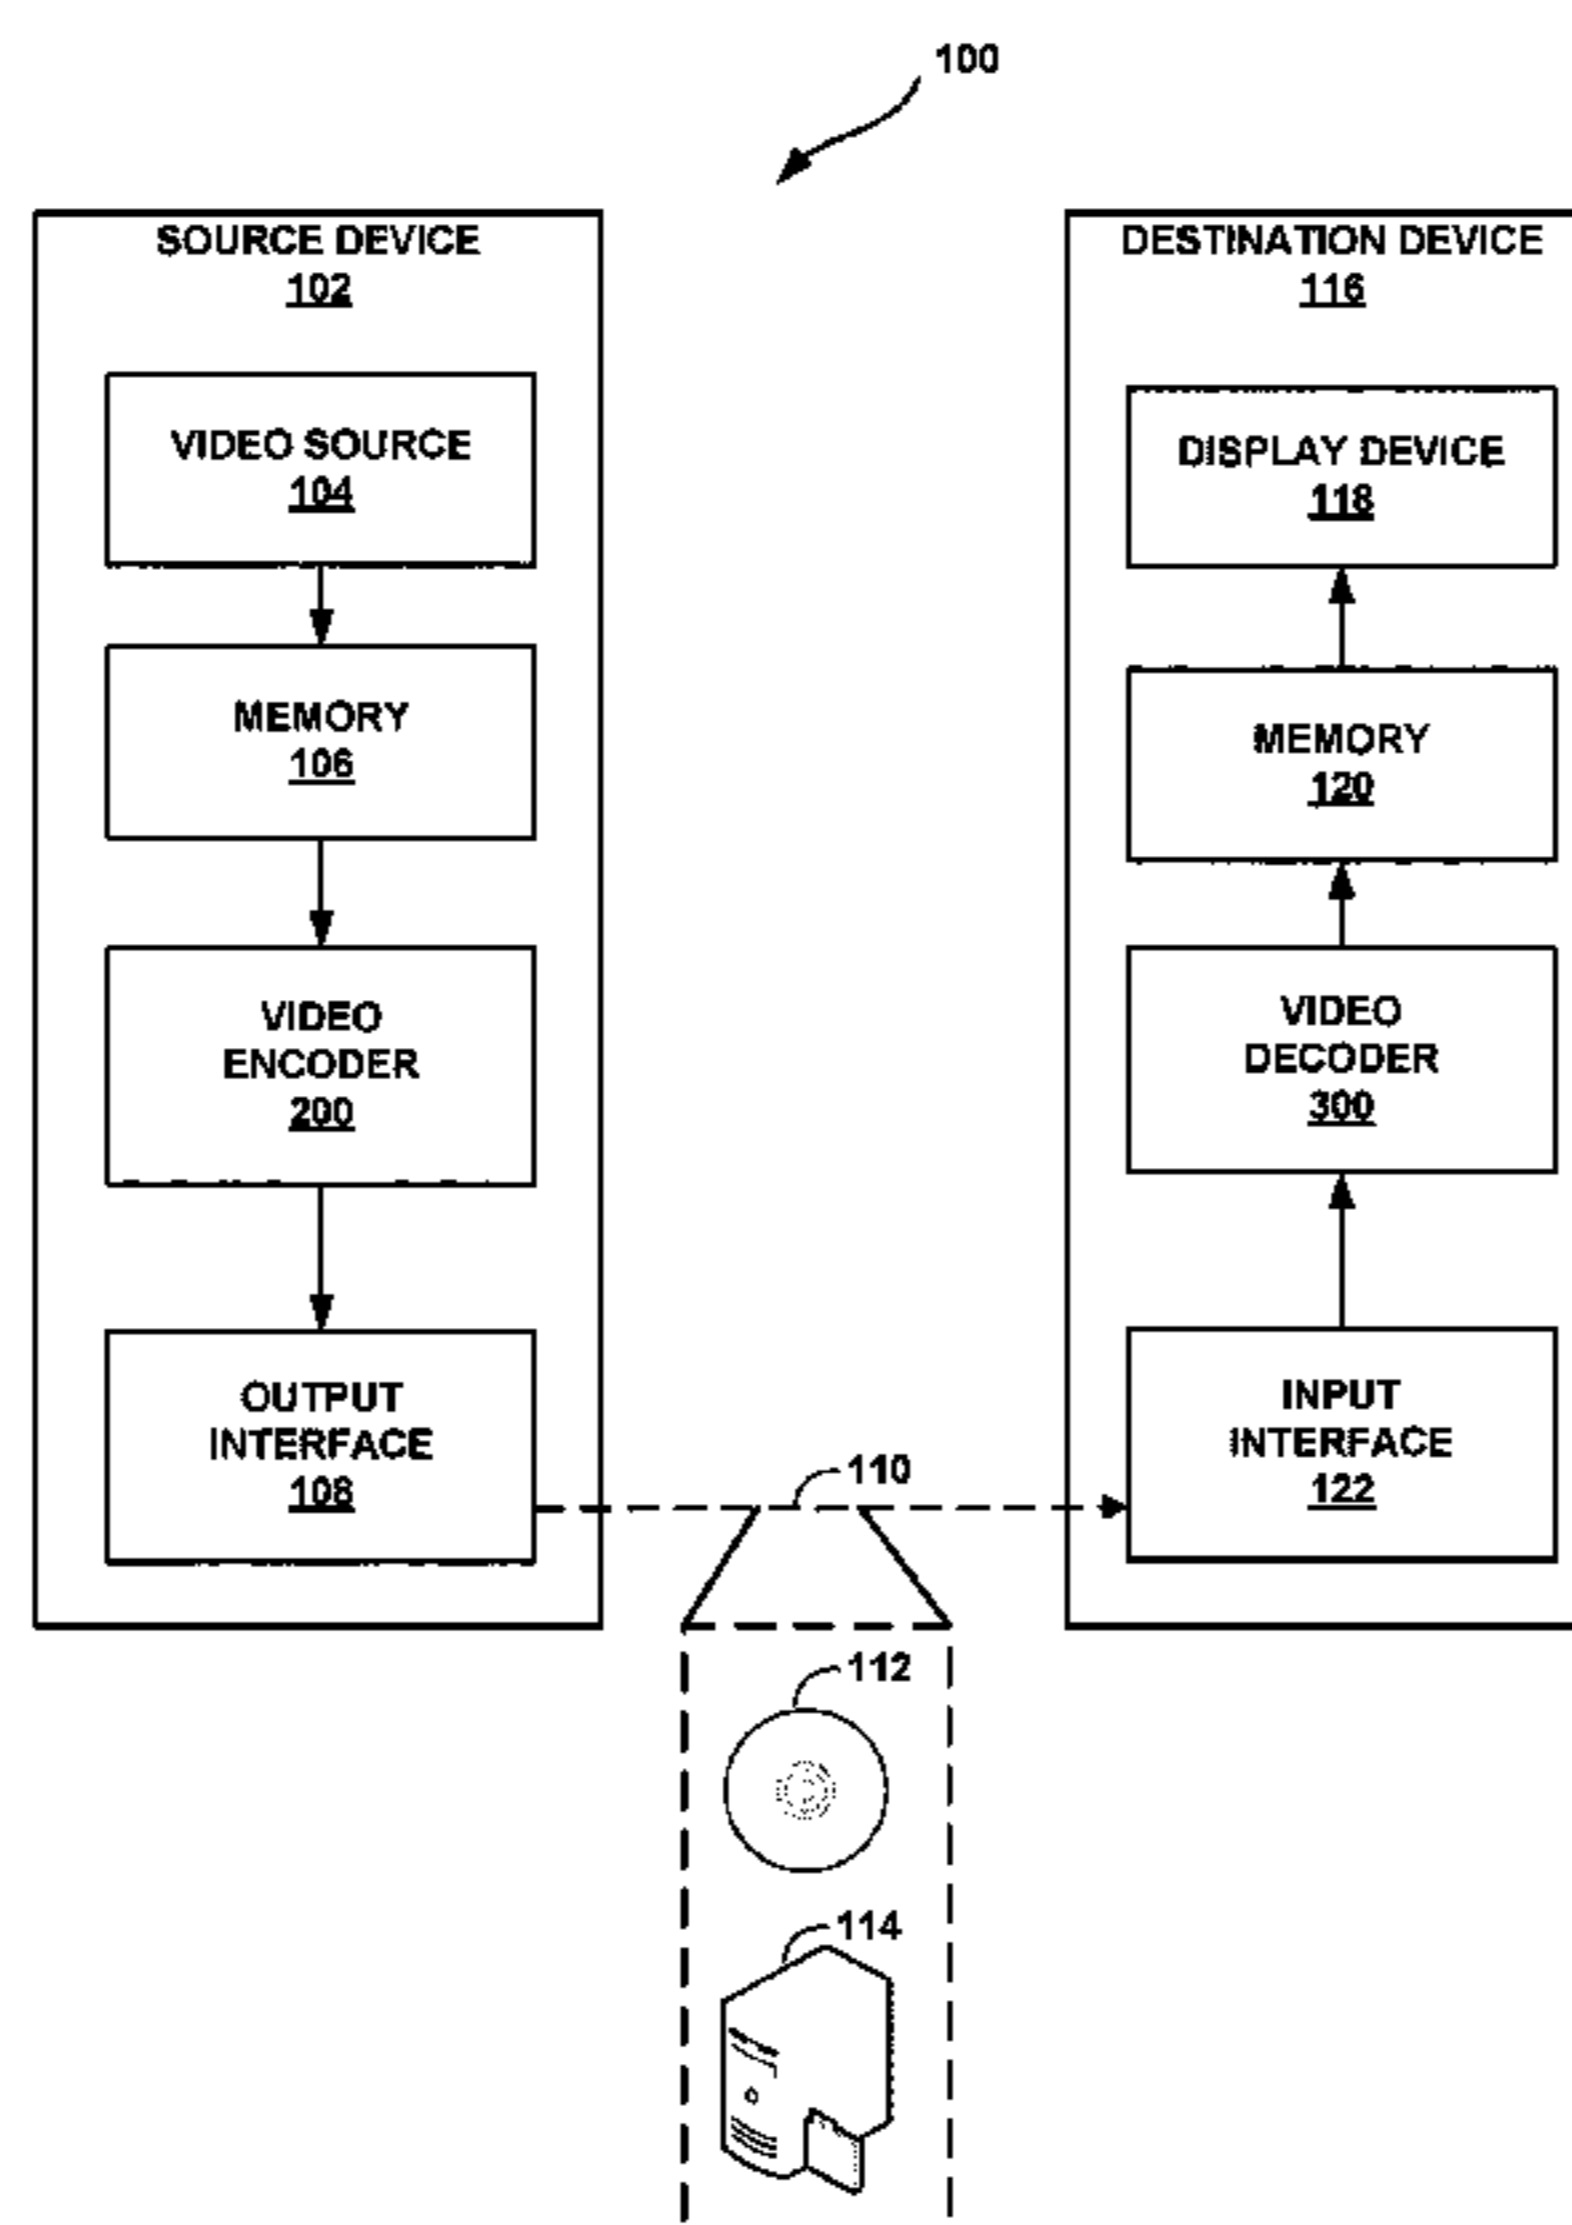 100
SOURCE DEVICE
102
VIDEO SOURCE
104
MEMORY
106
VIDEO
ENCODER
200
OUTPUT
INTERFACE
108
DESTINATION DEVICE
116
DISPLAY DEVICE
118
MEMORY
120
VIDEO
DECODER
300
INPUT
INTERFACE
122
110
112
114